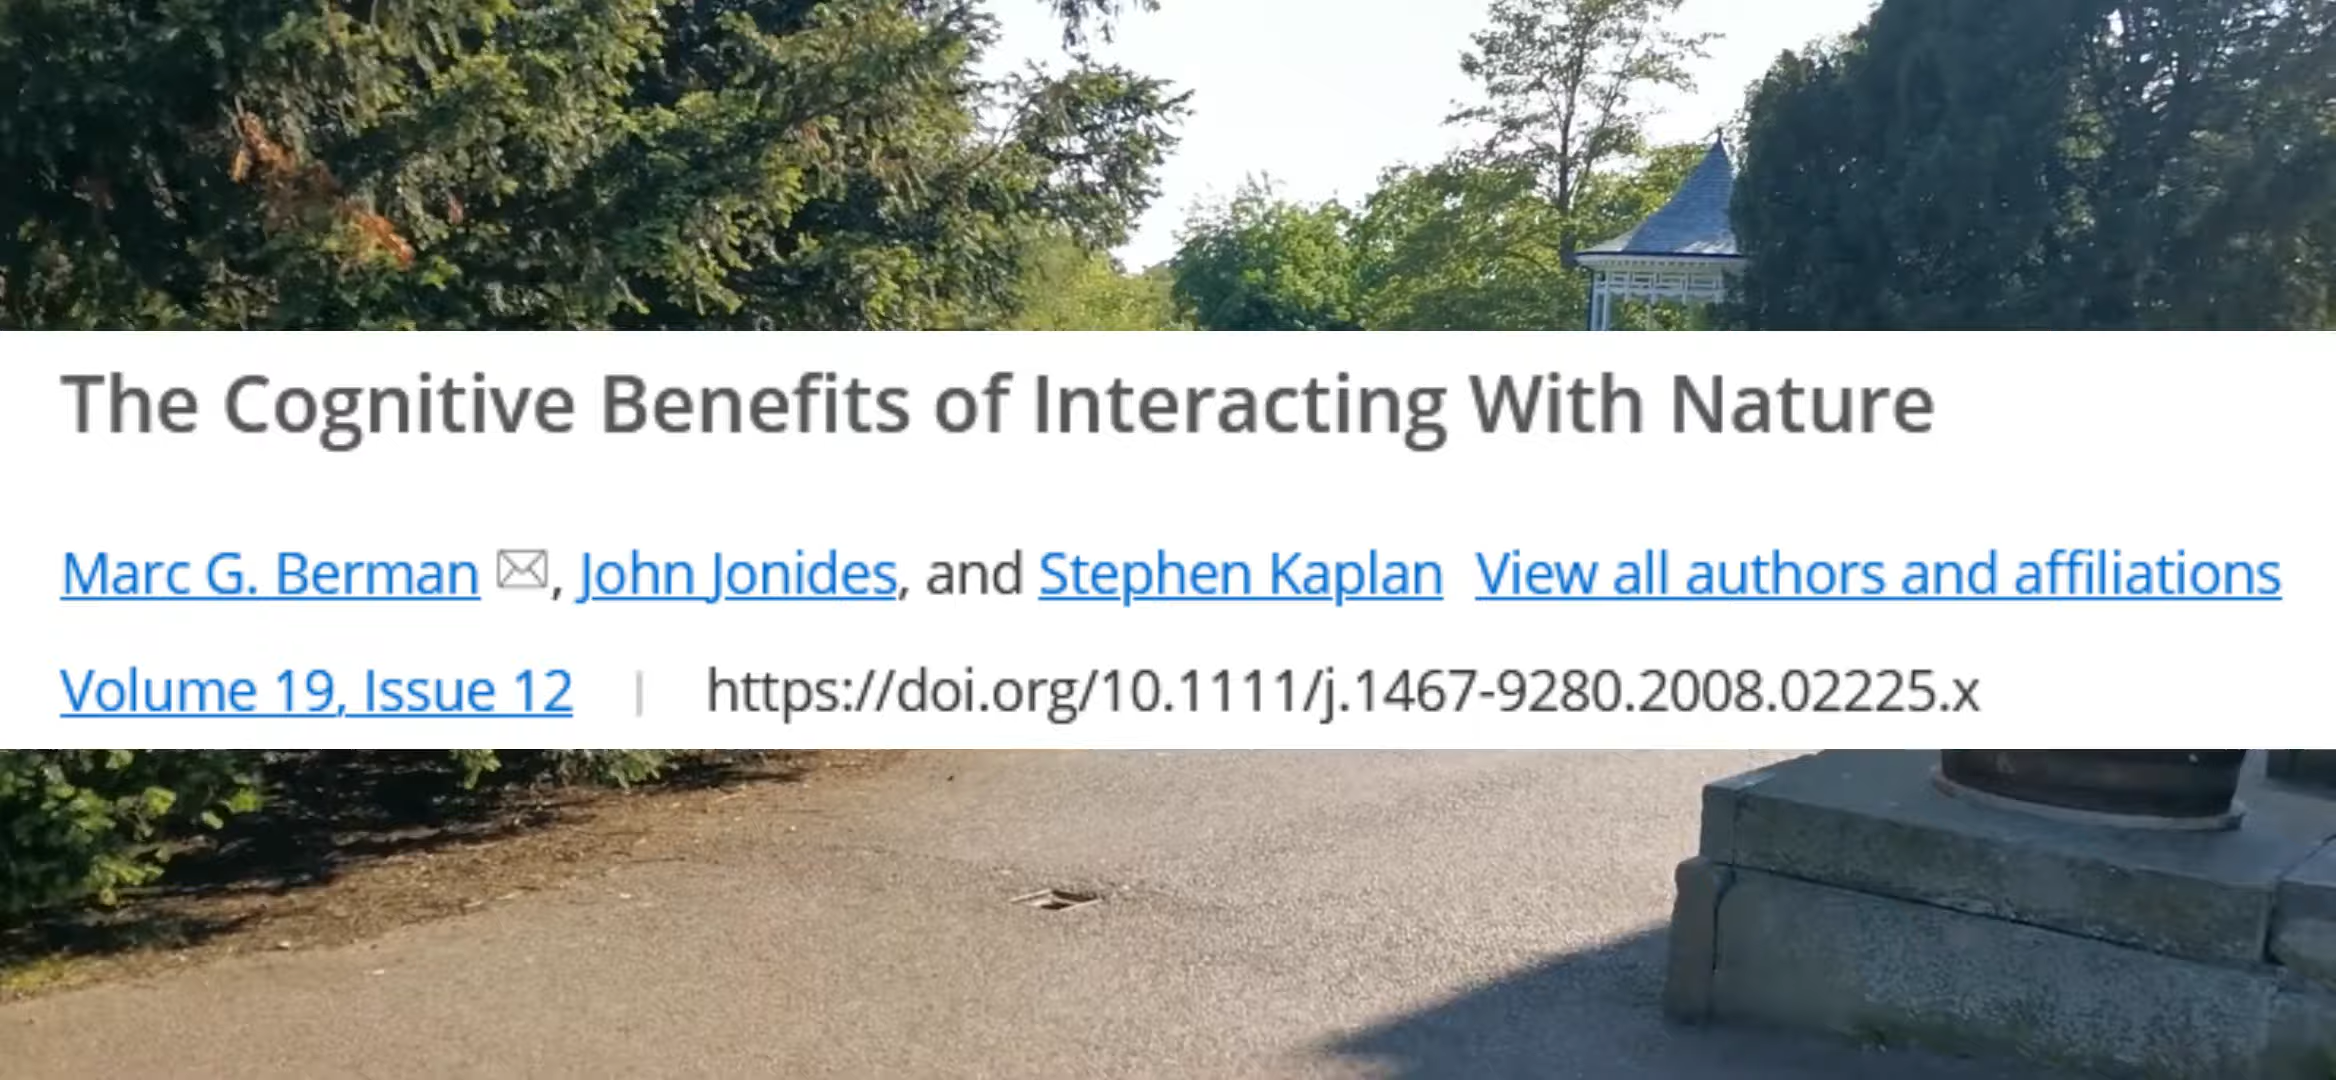 The Cognitive Benefits of Interacting With Nature
Marc G. Berman, John Jonides, and Stephen Kaplan View all authors and affiliations
Volume 19, Issue 12 | https://doi.org/10.1111/j.1467-9280.2008.02225.x